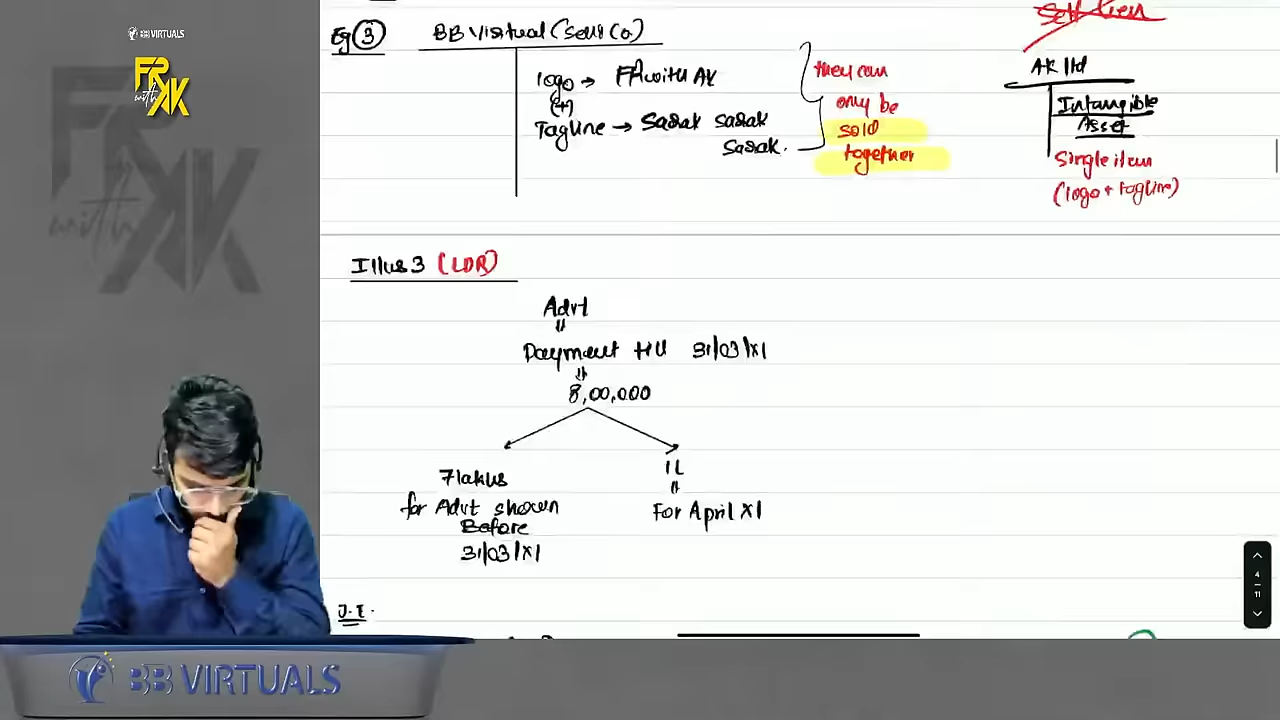 BB VIRTUALS
FR
with
AK
Eg 3
BB Virtual (Sell Co)
logo → FR with AK
(+)
Tagline → Sasak sasak
Sasak.
they can
only be
sold
together
AK ltd
Intangible
Asset
Single item
(logo + tagline)
Illus 3 (LDR)
Advt
Payment till 31/03/X1
8,00,000
7 lakhs
for Advt shown
Before
31/03/X1
1L
For April X1
J.E.
4
11
BB VIRTUALS